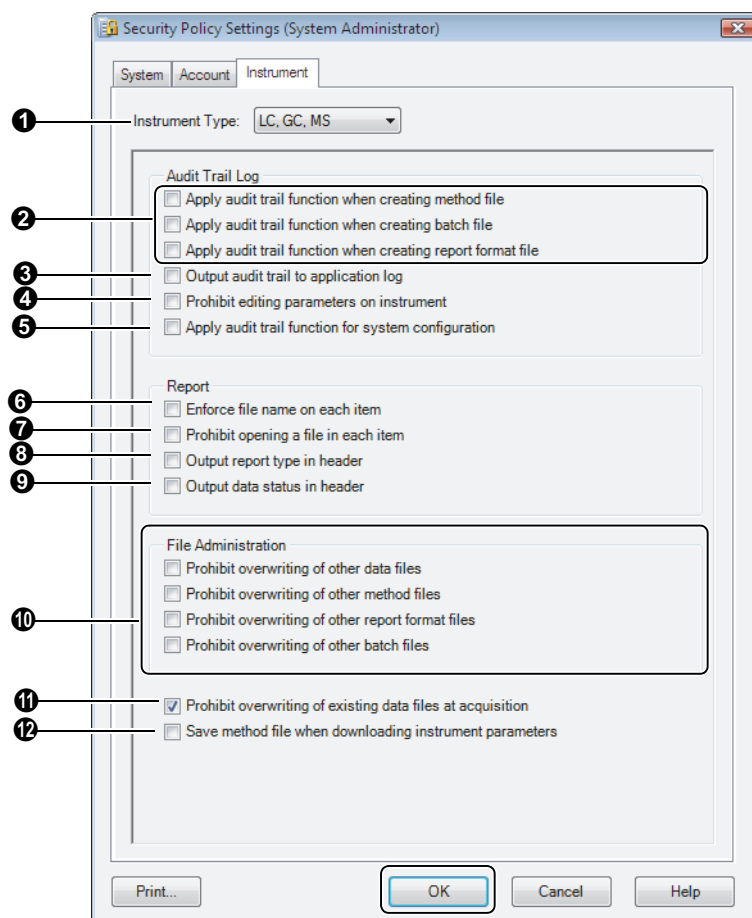 Security Policy Settings (System Administrator)
System Account Instrument
1 Instrument Type: LC, GC, MS
Audit Trail Log
2
Apply audit trail function when creating method file
Apply audit trail function when creating batch file
Apply audit trail function when creating report format file
3 Output audit trail to application log
4 Prohibit editing parameters on instrument
5 Apply audit trail function for system configuration
Report
6 Enforce file name on each item
7 Prohibit opening a file in each item
8 Output report type in header
9 Output data status in header
File Administration
10
Prohibit overwriting of other data files
Prohibit overwriting of other method files
Prohibit overwriting of other report format files
Prohibit overwriting of other batch files
11 Prohibit overwriting of existing data files at acquisition
12 Save method file when downloading instrument parameters
Print... OK Cancel Help